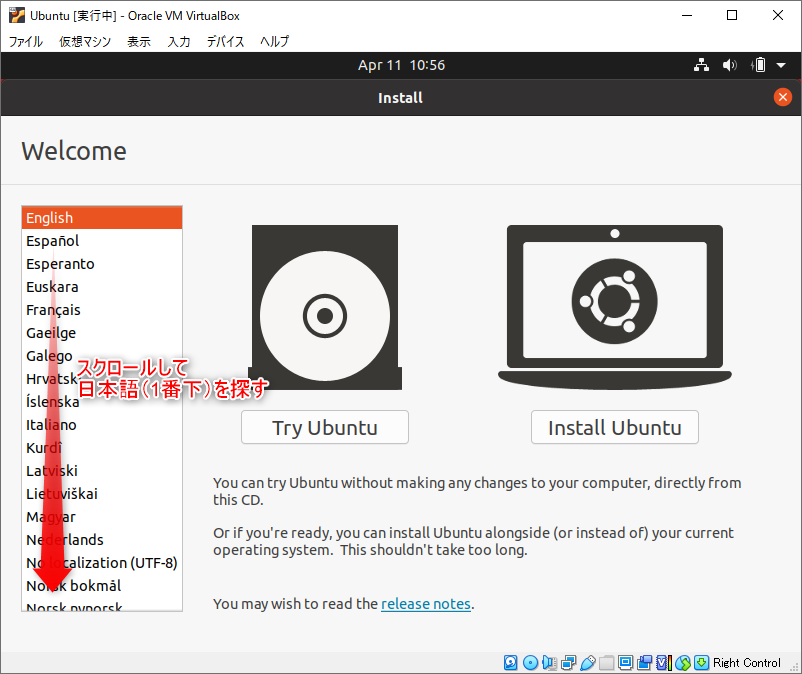 Ubuntu [実行中] - Oracle VM VirtualBox
ファイル 仮想マシン 表示 入力 デバイス ヘルプ
Apr 11 10:56
Install
Welcome
English
Español
Esperanto
Euskara
Français
Gaeilge
Galego
Hrvatski
Íslenska
Italiano
Kurdî
Latviski
Lietuviškai
Magyar
Nederlands
No localization (UTF-8)
Norsk bokmål
Norsk nynorsk
スクロールして
日本語(1番下)を探す
Try Ubuntu
Install Ubuntu
You can try Ubuntu without making any changes to your computer, directly from
this CD.
Or if you're ready, you can install Ubuntu alongside (or instead of) your current
operating system. This shouldn't take too long.
You may wish to read the release notes.
Right Control